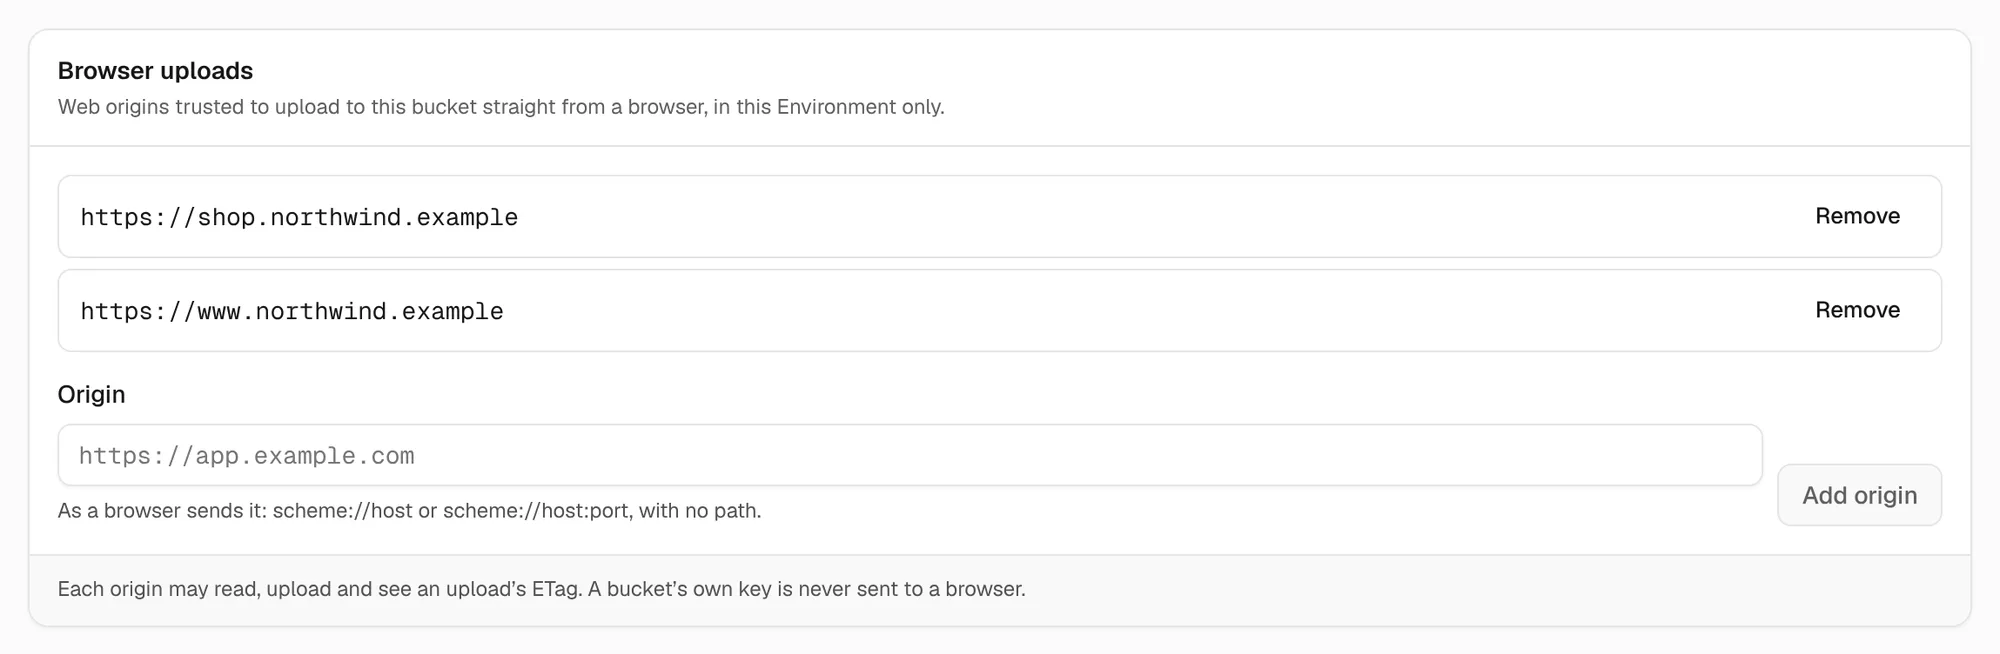 Browser uploads
Web origins trusted to upload to this bucket straight from a browser, in this Environment only.
https://shop.northwind.example
Remove
https://www.northwind.example
Remove
Origin
https://app.example.com
As a browser sends it: scheme://host or scheme://host:port, with no path.
Add origin
Each origin may read, upload and see an upload’s ETag. A bucket’s own key is never sent to a browser.